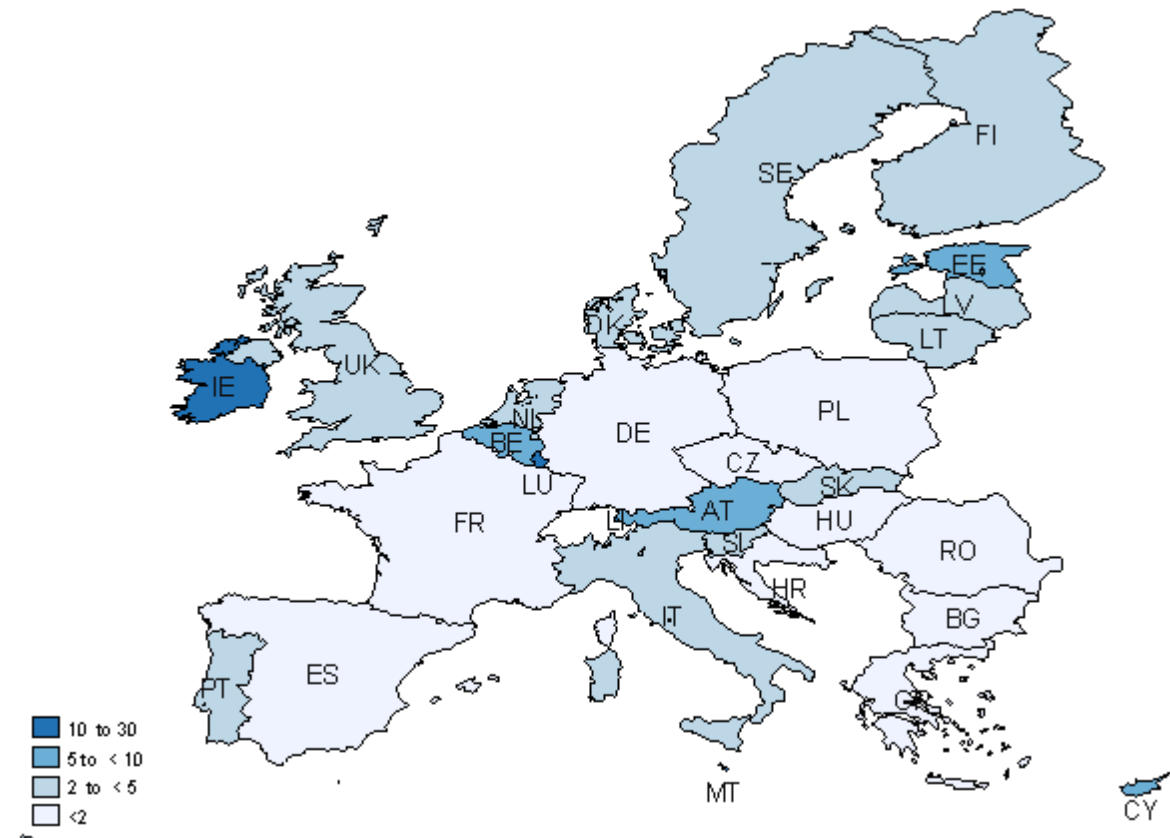 FI
SE
EE
LV
DK
LT
UK
IE
PL
NL
DE
BE
CZ
LU
SK
AT
FR
LI
HU
SI
RO
HR
IT
BG
ES
PT
10 to 30
5 to < 10
2 to < 5
<2
MT
CY